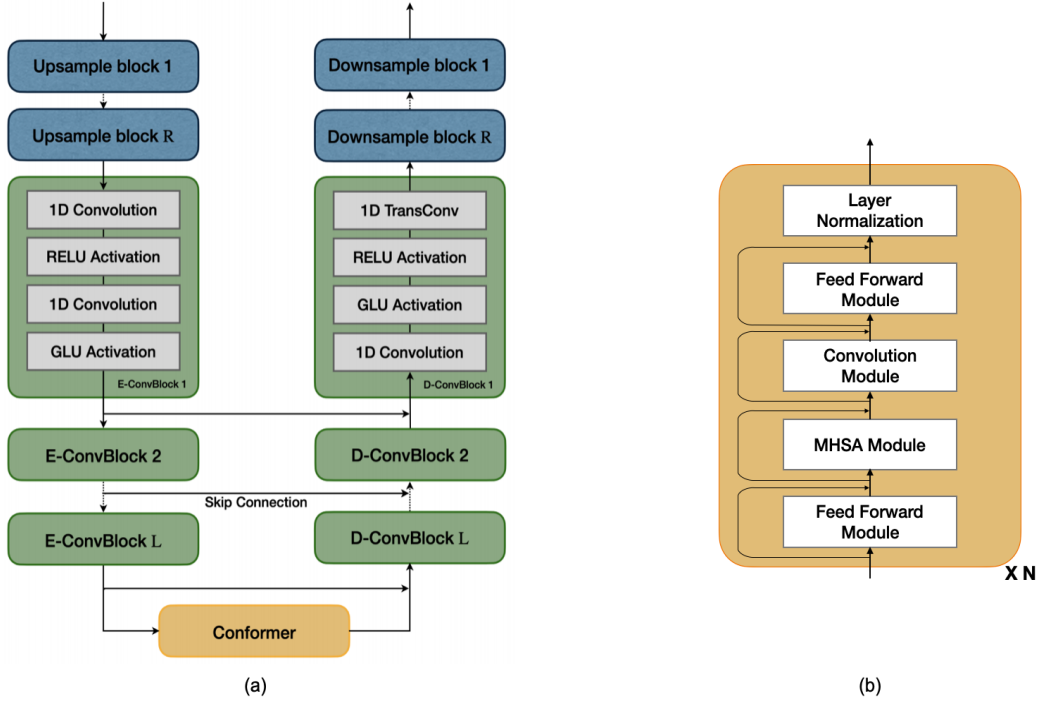 Upsample block 1
Upsample block R
1D Convolution
RELU Activation
1D Convolution
GLU Activation
E-ConvBlock 1
E-ConvBlock 2
E-ConvBlock L
Downsample block 1
Downsample block R
1D TransConv
RELU Activation
GLU Activation
1D Convolution
D-ConvBlock 1
D-ConvBlock 2
Skip Connection
D-ConvBlock L
Conformer
(a)
Layer
Normalization
Feed Forward
Module
Convolution
Module
MHSA Module
Feed Forward
Module
X N
(b)